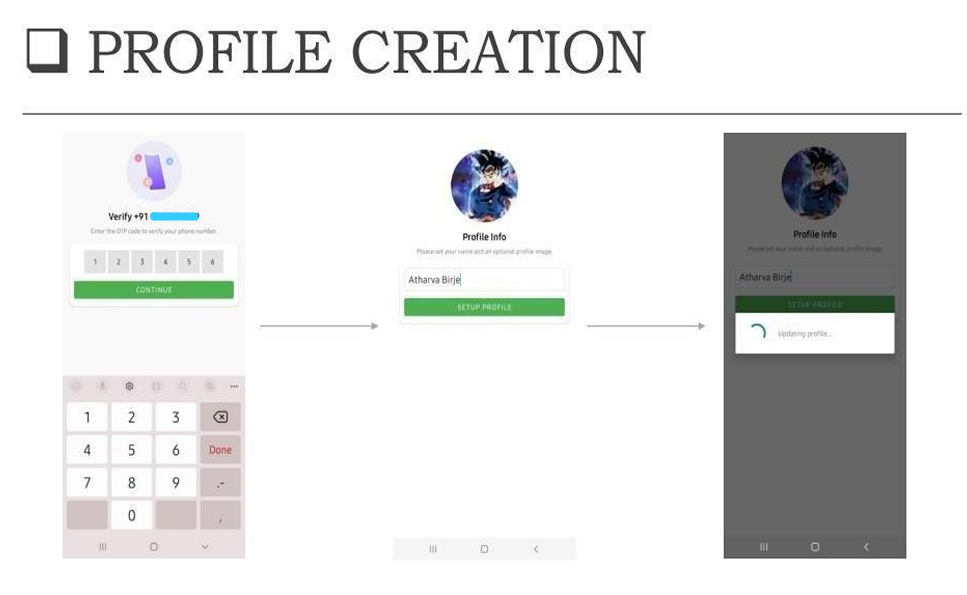 PROFILE CREATION
Verify +91
Enter the OTP code to verify your phone number.
1 2 3 4 5 6
CONTINUE
1 2 3
4 5 6 Done
7 8 9 .-
0 ,
Profile Info
Please set your name and an optional profile image.
Atharva Birje
SETUP PROFILE
Profile Info
Please set your name and an optional profile image.
Atharva Birje
SETUP PROFILE
Updating profile...